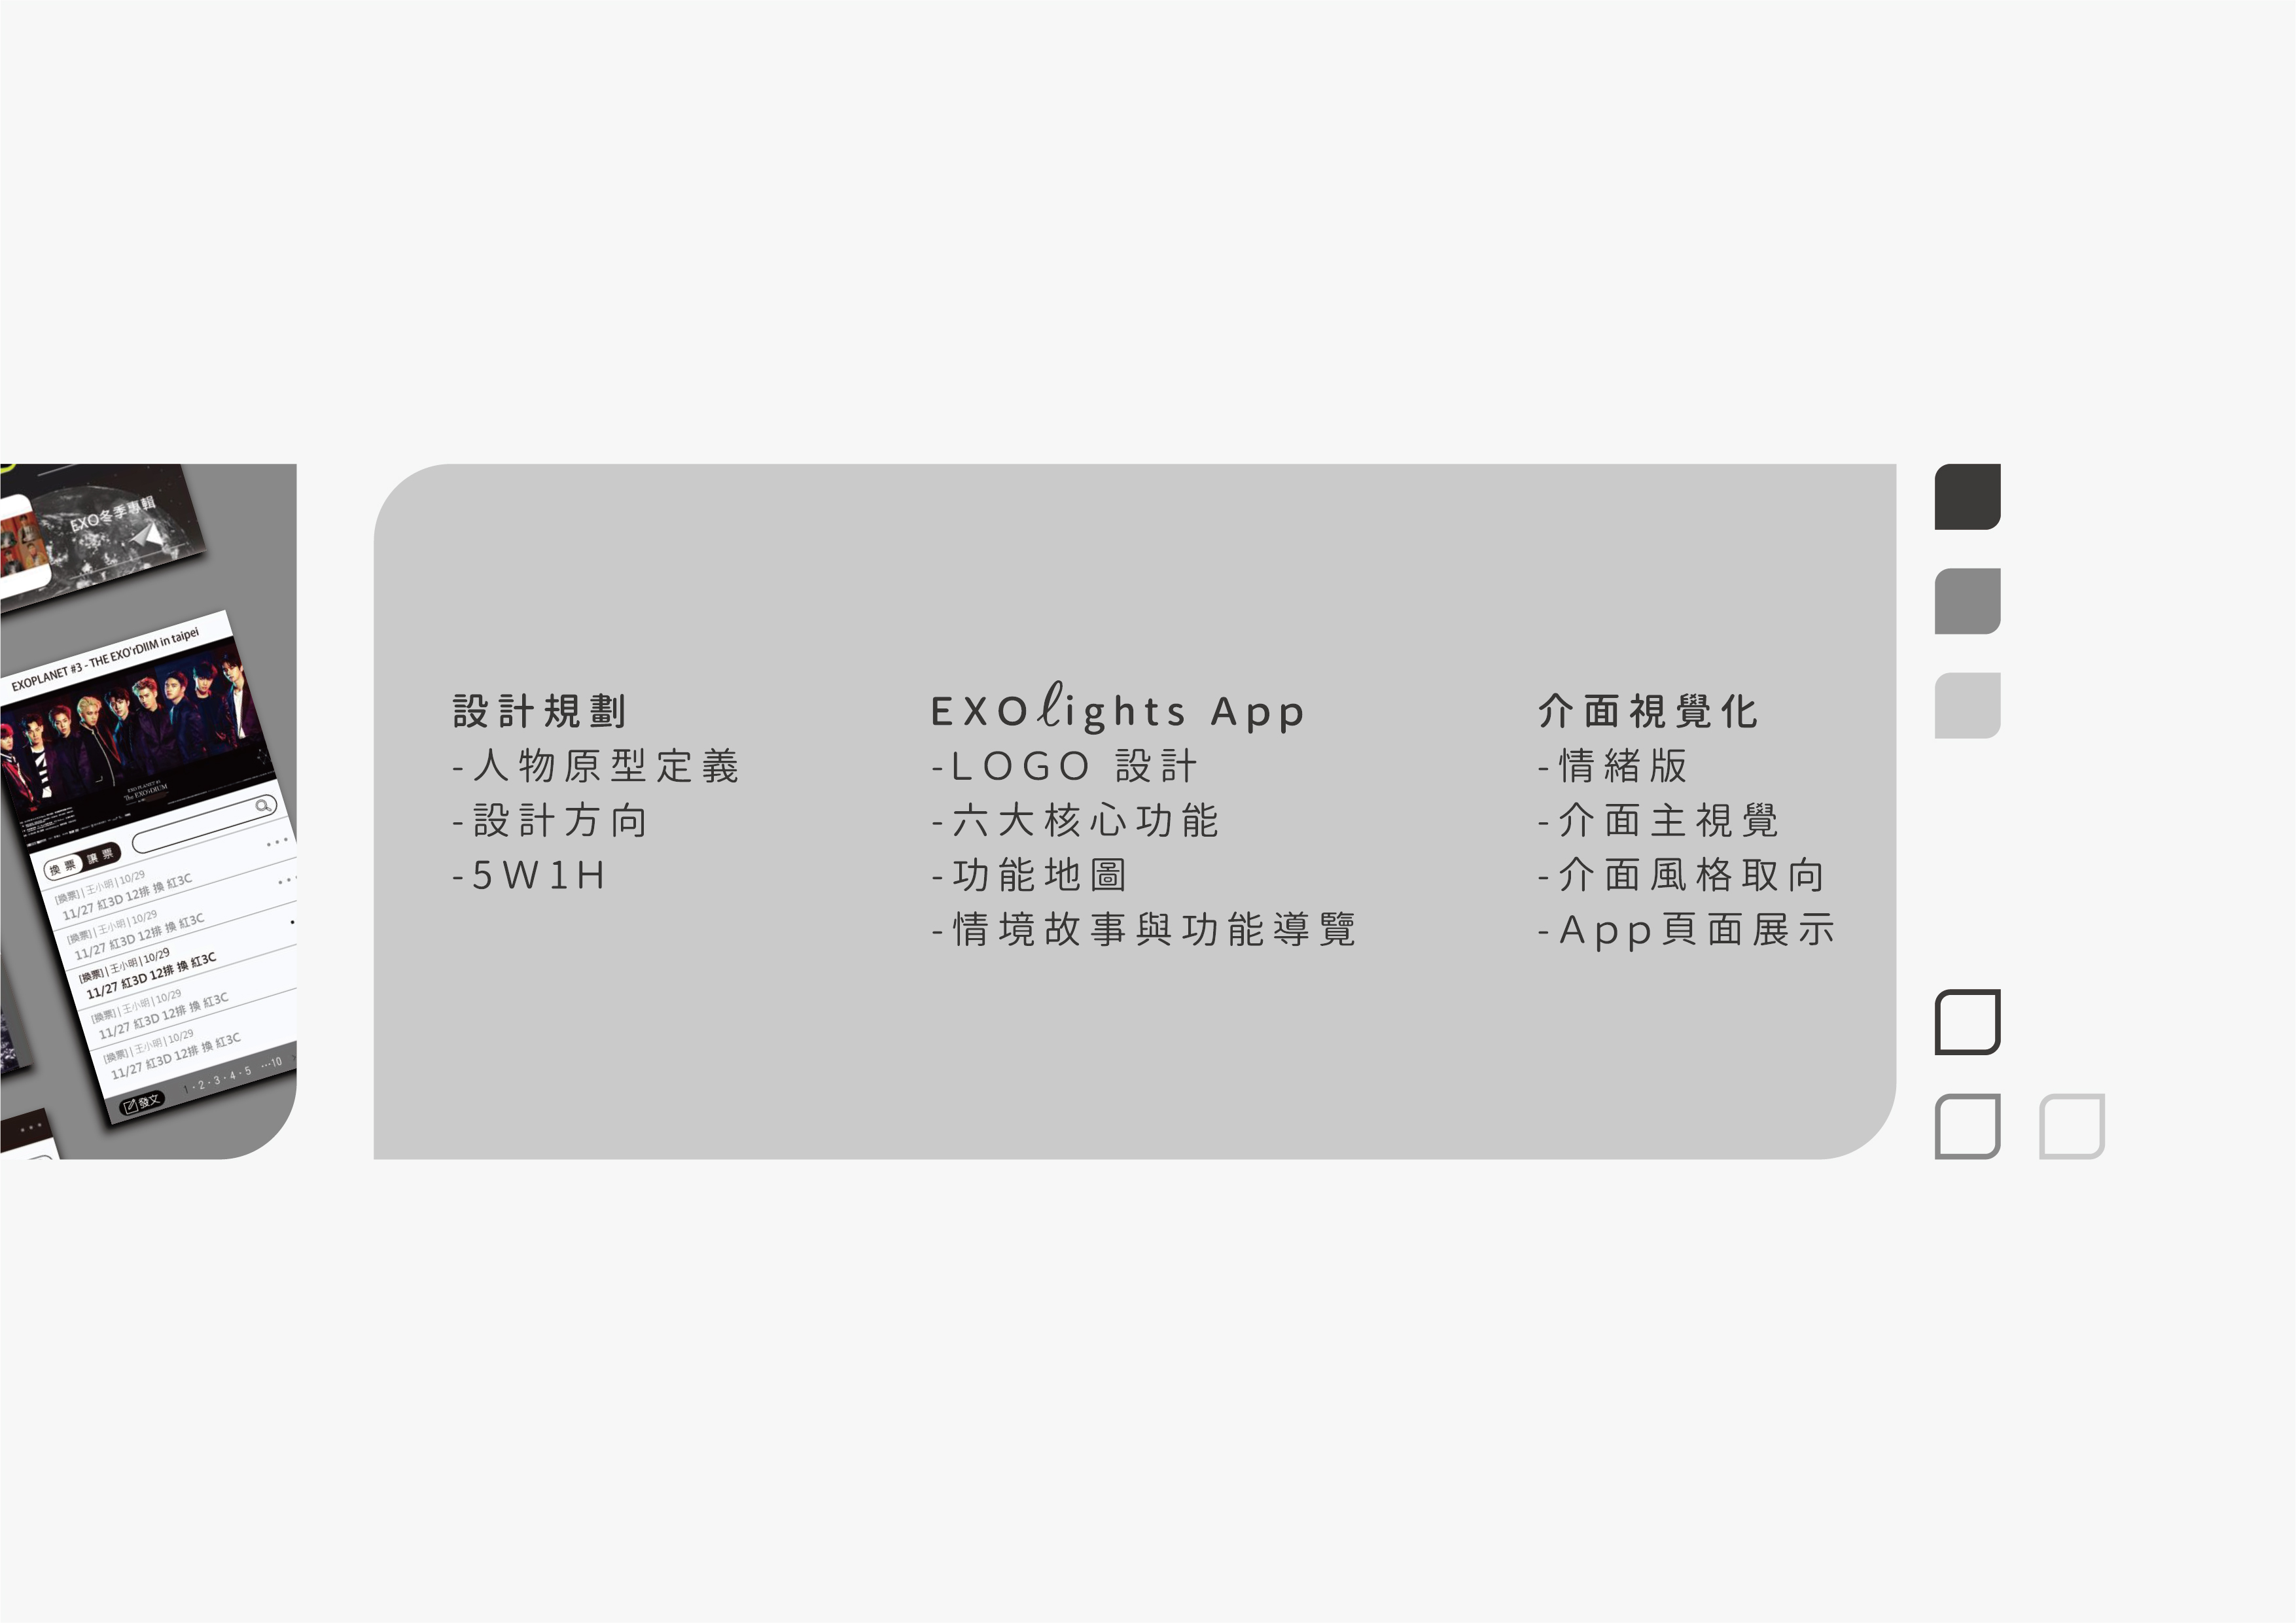 EXO冬季專輯
EXOPLANET #3 - THE EXO'rDIIM in taipei
EXO PLANET #3
The EXO'rDIUM
換票 讓票
[換票] | 王小明 | 10/29
11/27 紅3D 12排 換 紅3C
[換票] | 王小明 | 10/29
11/27 紅3D 12排 換 紅3C
[換票] | 王小明 | 10/29
11/27 紅3D 12排 換 紅3C
[換票] | 王小明 | 10/29
11/27 紅3D 12排 換 紅3C
[換票] | 王小明 | 10/29
11/27 紅3D 12排 換 紅3C
發文 1·2·3·4·5 …10
設計規劃
-人物原型定義
-設計方向
-5W1H
EXOlights App
-LOGO 設計
-六大核心功能
-功能地圖
-情境故事與功能導覽
介面視覺化
-情緒版
-介面主視覺
-介面風格取向
-App頁面展示